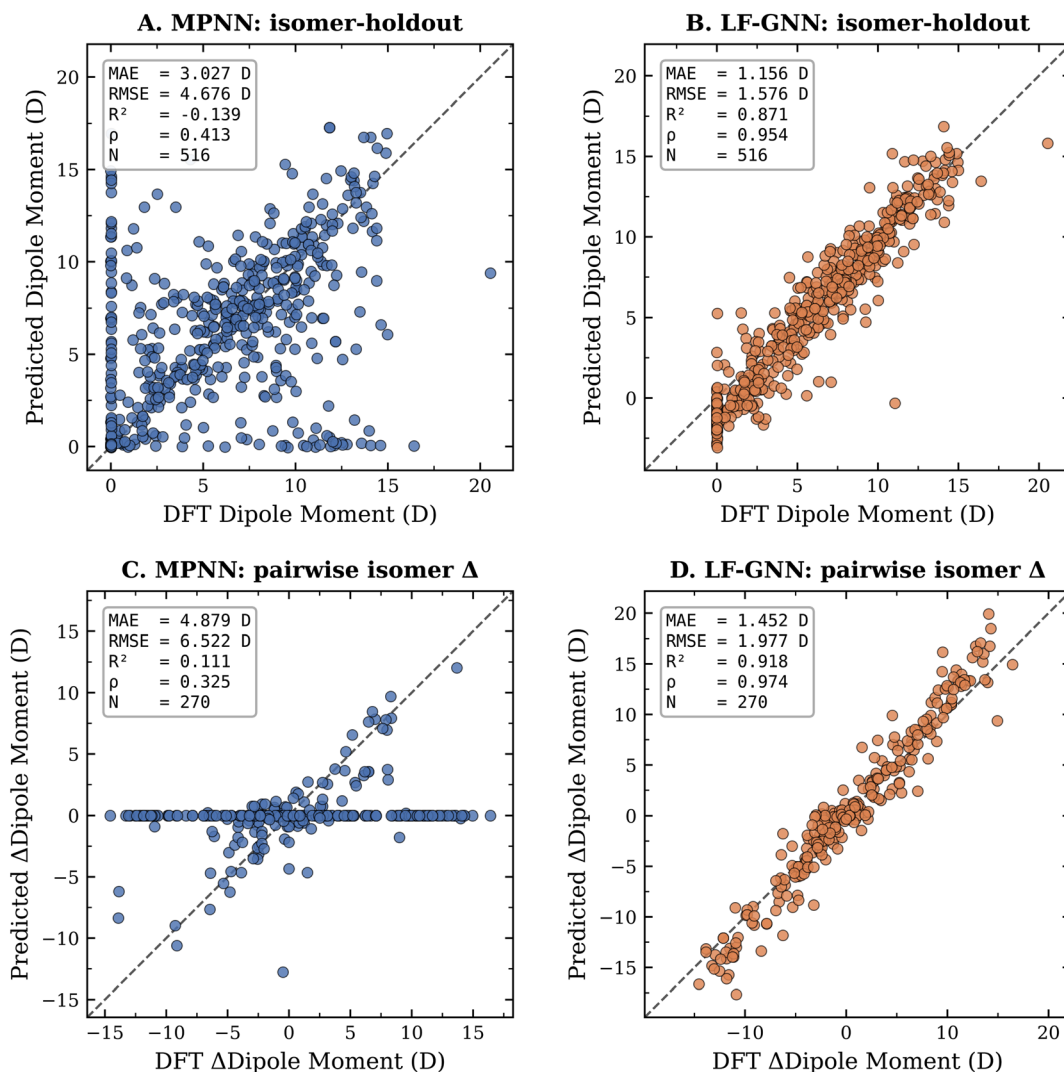 A. MPNN: isomer-holdout
MAE = 3.027 D
RMSE = 4.676 D
R² = -0.139
ρ = 0.413
N = 516
Predicted Dipole Moment (D)
20
15
10
5
0
0 5 10 15 20
DFT Dipole Moment (D)
B. LF-GNN: isomer-holdout
MAE = 1.156 D
RMSE = 1.576 D
R² = 0.871
ρ = 0.954
N = 516
Predicted Dipole Moment (D)
20
15
10
5
0
0 5 10 15 20
DFT Dipole Moment (D)
C. MPNN: pairwise isomer Δ
MAE = 4.879 D
RMSE = 6.522 D
R² = 0.111
ρ = 0.325
N = 270
Predicted ΔDipole Moment (D)
15
10
5
0
−5
−10
−15
−15 −10 −5 0 5 10 15
DFT ΔDipole Moment (D)
D. LF-GNN: pairwise isomer Δ
MAE = 1.452 D
RMSE = 1.977 D
R² = 0.918
ρ = 0.974
N = 270
Predicted ΔDipole Moment (D)
20
15
10
5
0
−5
−10
−15
−10 0 10 20
DFT ΔDipole Moment (D)